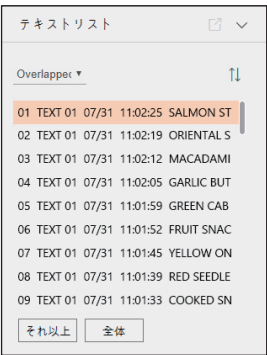 テキストリスト
Overlapped
01 TEXT 01 07/31 11:02:25 SALMON ST
02 TEXT 01 07/31 11:02:19 ORIENTAL S
03 TEXT 01 07/31 11:02:12 MACADAMI
04 TEXT 01 07/31 11:02:05 GARLIC BUT
05 TEXT 01 07/31 11:01:59 GREEN CAB
06 TEXT 01 07/31 11:01:52 FRUIT SNAC
07 TEXT 01 07/31 11:01:45 YELLOW ON
08 TEXT 01 07/31 11:01:39 RED SEEDLE
09 TEXT 01 07/31 11:01:33 COOKED SN
それ以上 全体